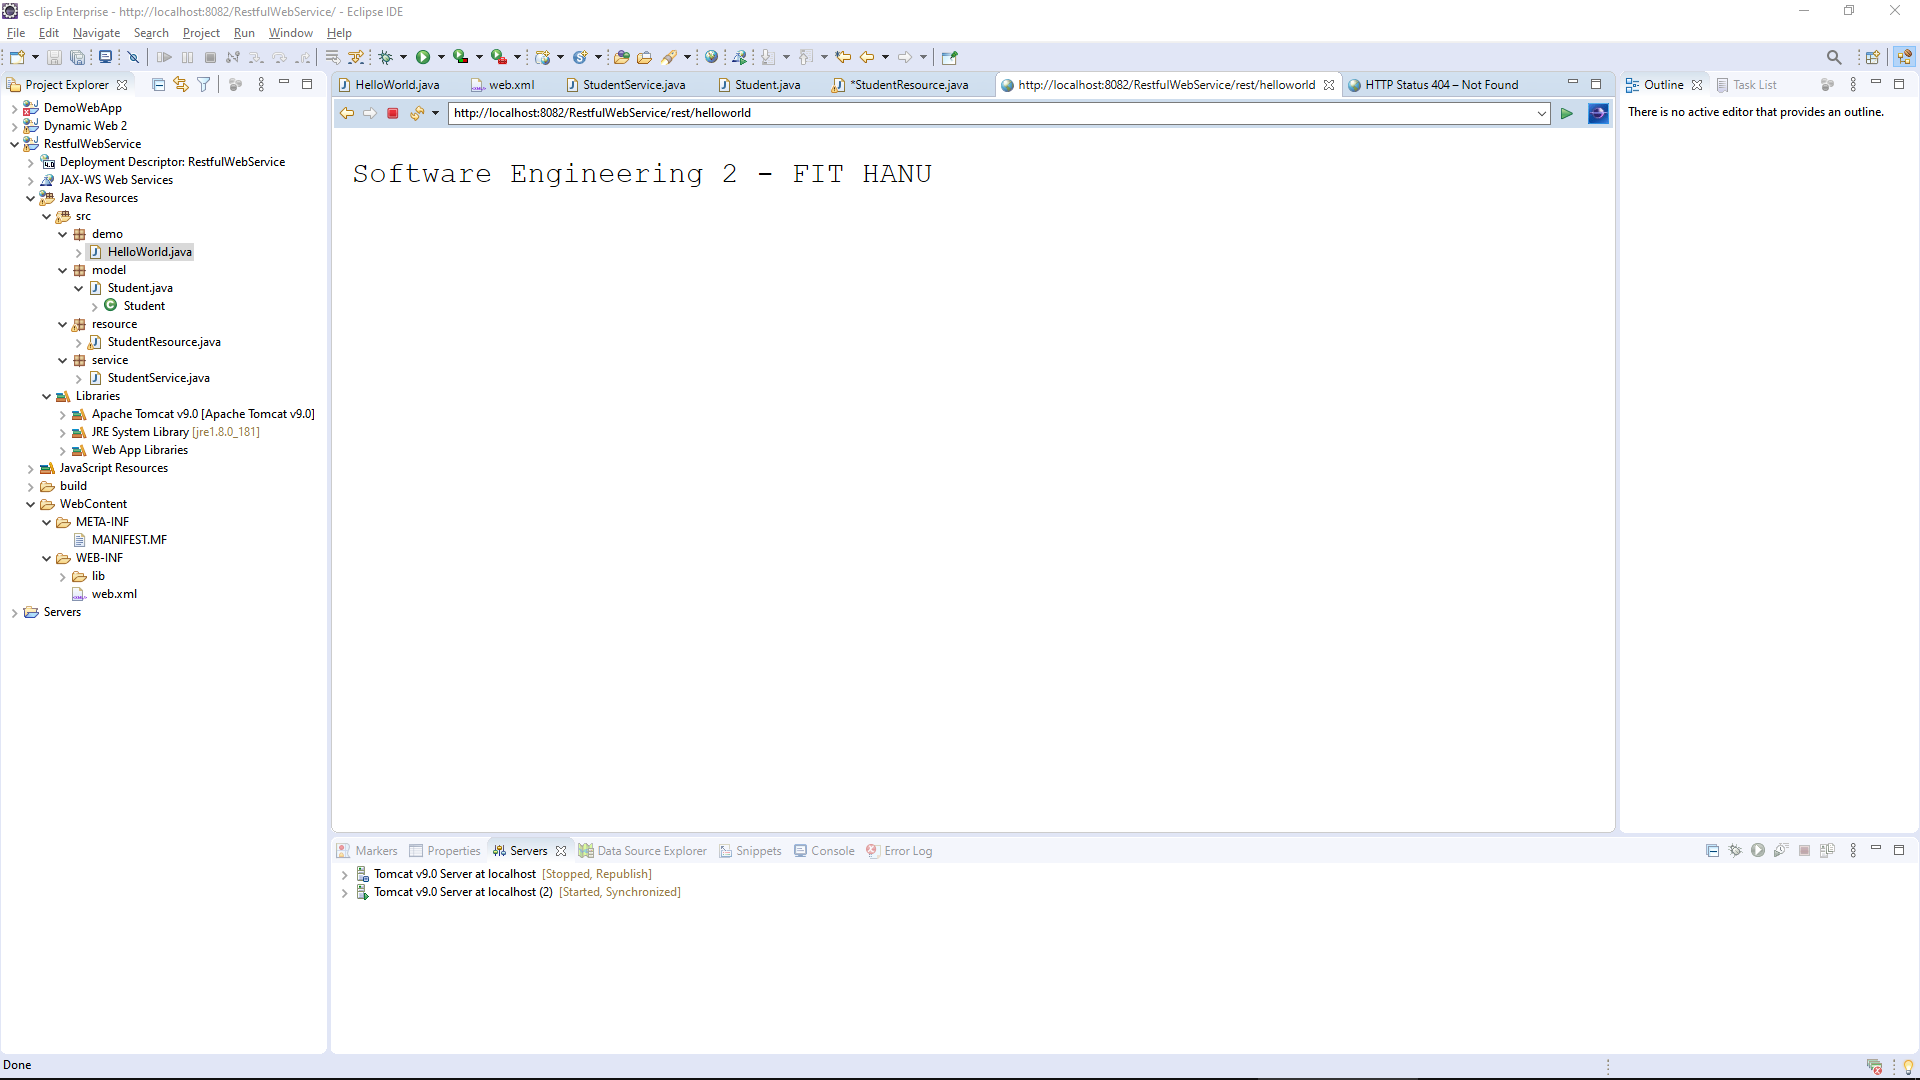 esclip Enterprise - http://localhost:8082/RestfulWebService/ - Eclipse IDE
File Edit Navigate Search Project Run Window Help
Project Explorer
DemoWebApp
Dynamic Web 2
RestfulWebService
Deployment Descriptor: RestfulWebService
JAX-WS Web Services
Java Resources
src
demo
HelloWorld.java
model
Student.java
Student
resource
StudentResource.java
service
StudentService.java
Libraries
Apache Tomcat v9.0 [Apache Tomcat v9.0]
JRE System Library [jre1.8.0_181]
Web App Libraries
JavaScript Resources
build
WebContent
META-INF
MANIFEST.MF
WEB-INF
lib
web.xml
Servers
HelloWorld.java web.xml StudentService.java Student.java *StudentResource.java http://localhost:8082/RestfulWebService/rest/helloworld HTTP Status 404 – Not Found
http://localhost:8082/RestfulWebService/rest/helloworld
Software Engineering 2 - FIT HANU
Outline Task List
There is no active editor that provides an outline.
Markers Properties Servers Data Source Explorer Snippets Console Error Log
Tomcat v9.0 Server at localhost [Stopped, Republish]
Tomcat v9.0 Server at localhost (2) [Started, Synchronized]
Done